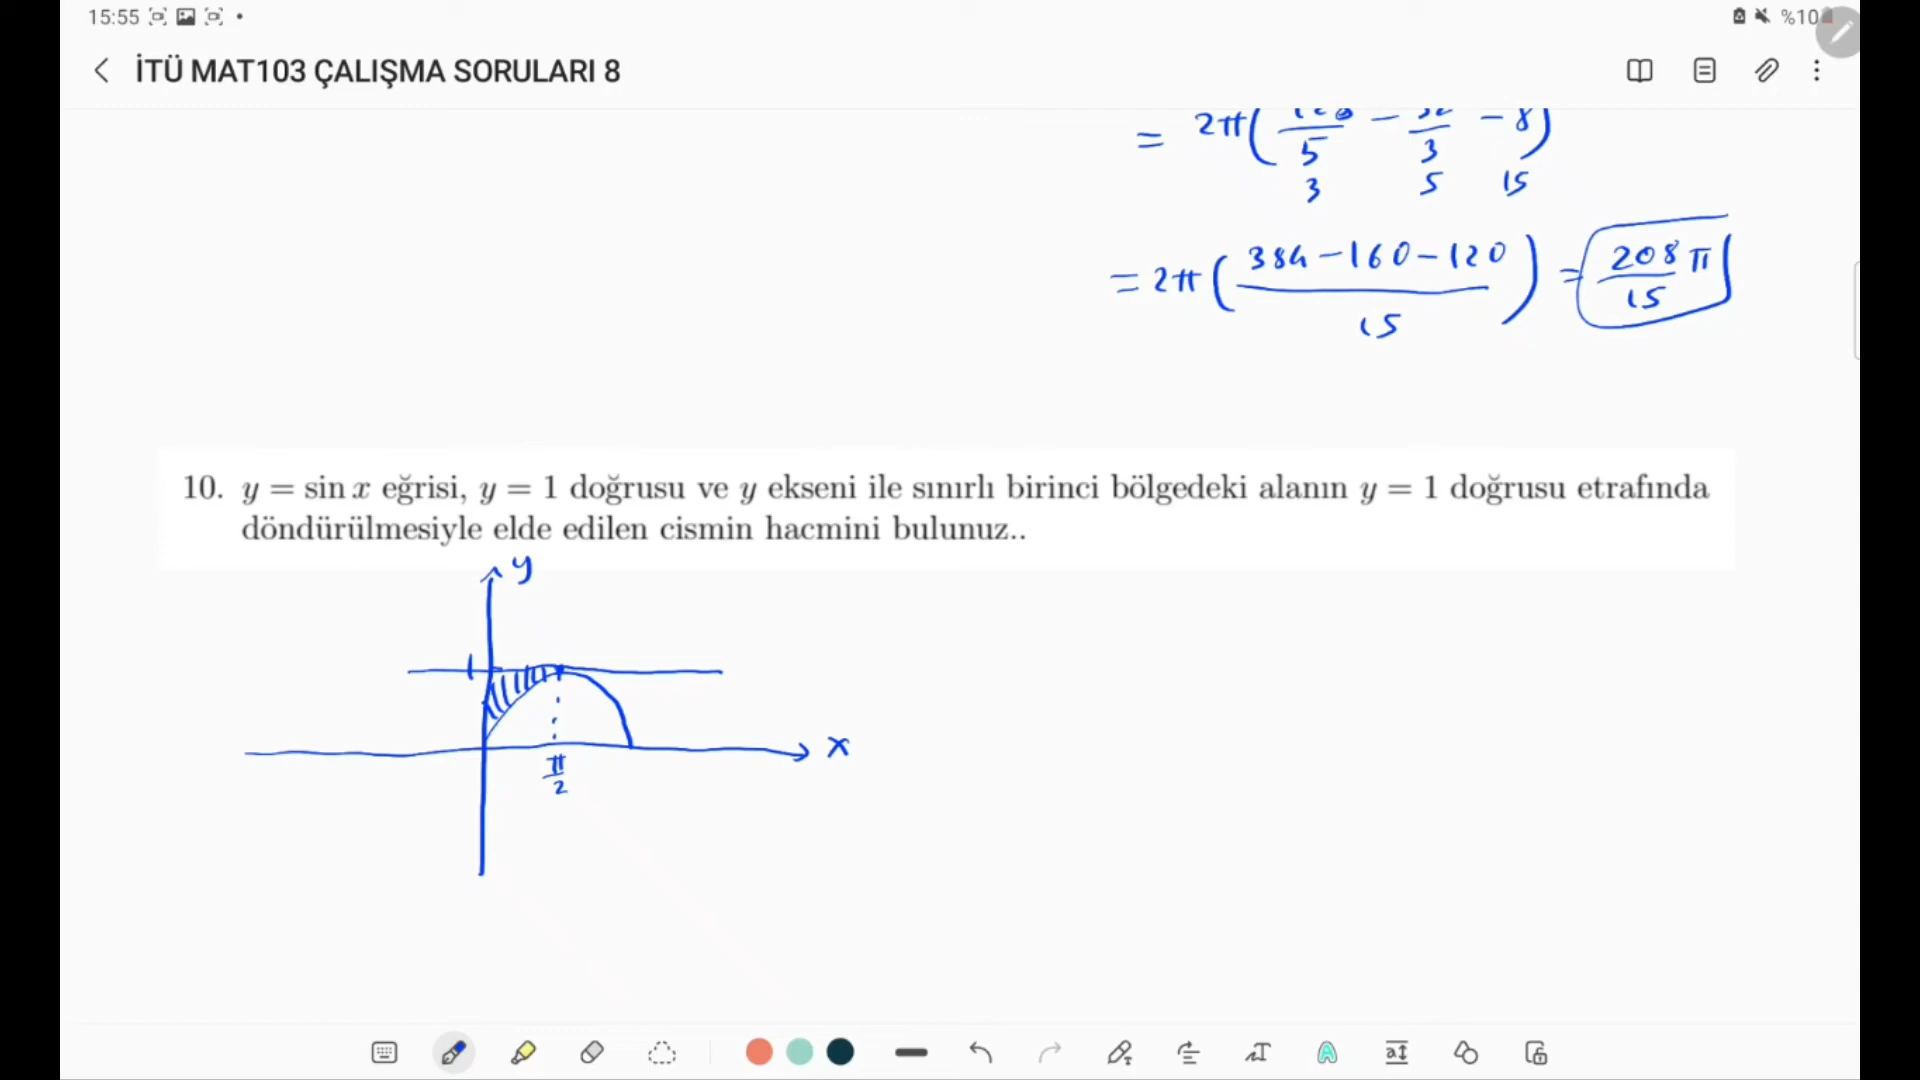 15:55
%10
İTÜ MAT103 ÇALIŞMA SORULARI 8
= 2π( /5 - /3 - 8)
3 5 15
= 2π( (384 - 160 - 120) / 15 ) = 208π / 15
10. y = sin x eğrisi, y = 1 doğrusu ve y ekseni ile sınırlı birinci bölgedeki alanın y = 1 doğrusu etrafında
döndürülmesiyle elde edilen cismin hacmini bulunuz..
y
1
x
π/2